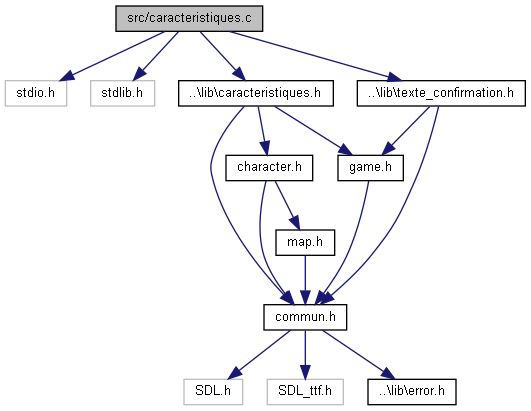 src/caracteristiques.c
stdio.h
stdlib.h
..\lib\caracteristiques.h
..\lib\texte_confirmation.h
character.h
game.h
map.h
commun.h
SDL.h
SDL_ttf.h
..\lib\error.h